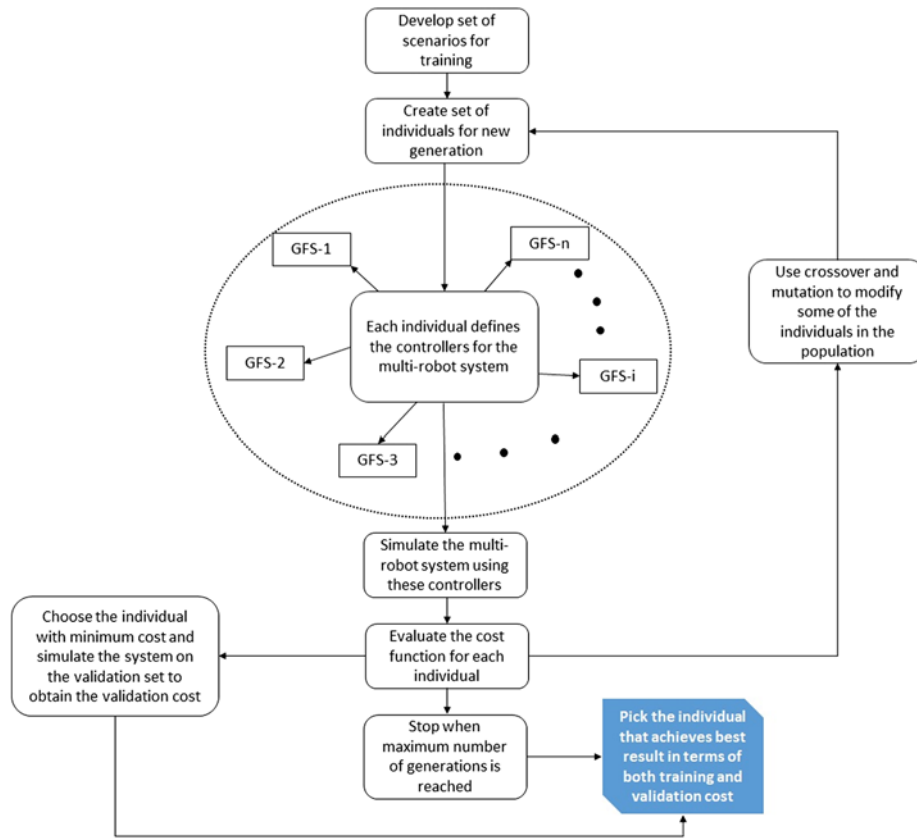 Develop set of
scenarios for
training
Create set of
individuals for new
generation
GFS-1
GFS-n
Each individual defines
the controllers for the
multi-robot system
GFS-2
GFS-i
GFS-3
Use crossover and
mutation to modify
some of the
individuals in the
population
Simulate the multi-
robot system using
these controllers
Choose the individual
with minimum cost and
simulate the system on
the validation set to
obtain the validation cost
Evaluate the cost
function for each
individual
Stop when
maximum number
of generations is
reached
Pick the individual
that achieves best
result in terms of
both training and
validation cost